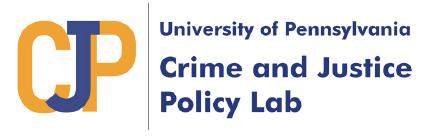 CJP
University of Pennsylvania
Crime and Justice
Policy Lab